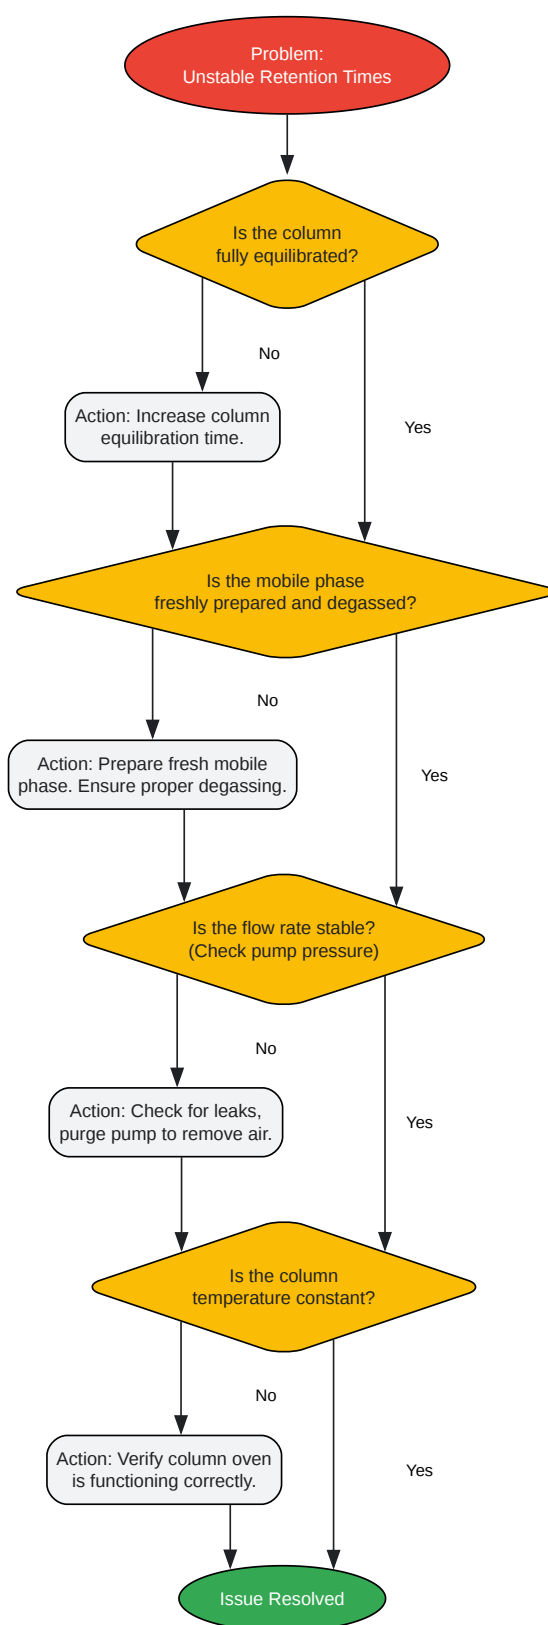 Problem:
Unstable Retention Times
Is the column
fully equilibrated?
No
Action: Increase column
equilibration time.
Yes
Is the mobile phase
freshly prepared and degassed?
No
Action: Prepare fresh mobile
phase. Ensure proper degassing.
Yes
Is the flow rate stable?
(Check pump pressure)
No
Action: Check for leaks,
purge pump to remove air.
Yes
Is the column
temperature constant?
No
Action: Verify column oven
is functioning correctly.
Yes
Issue Resolved